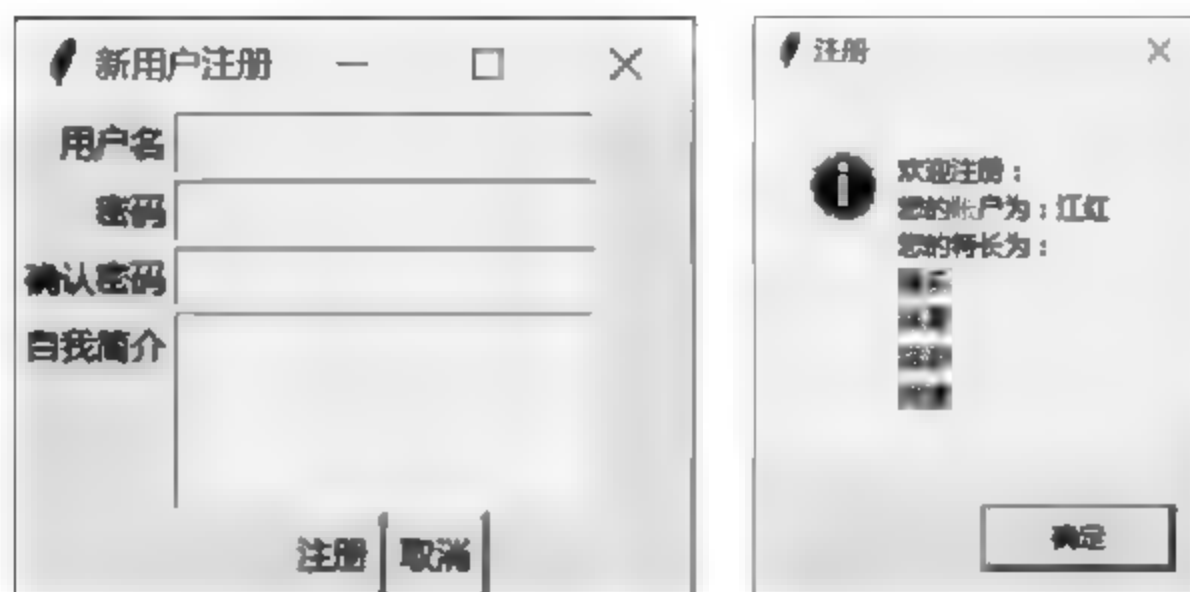 新用户注册
用户名
密码
确认密码
自我简介
注册 取消
注册
欢迎注册：
您的账户为：江红
您的特长为：
确定